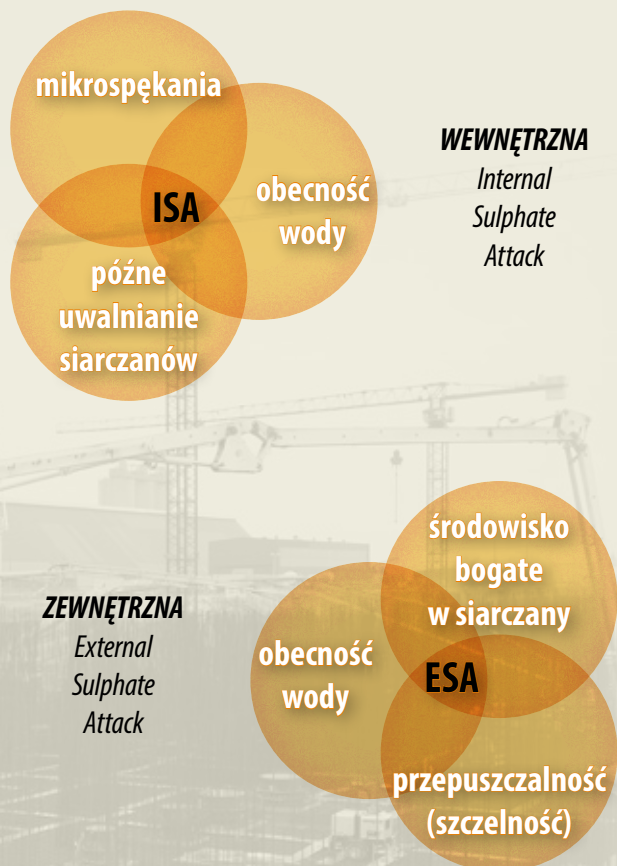 mikrospękania
obecność
wody
ISA
późne
uwalnianie
siarczanów
WEWNĘTRZNA
Internal
Sulphate
Attack
ZEWNĘTRZNA
External
Sulphate
Attack
środowisko
bogate
w siarczany
obecność
wody
ESA
przepuszczalność
(szczelność)